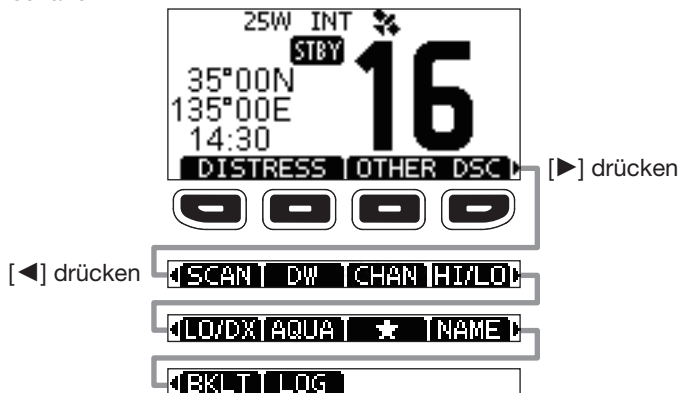 25W INT
STBY
16
35°00N
135°00E
14:30
DISTRESS OTHER DSC
[▶] drücken
[◀] drücken
SCAN DW CHAN HI/LO
LO/DX AQUA ★ NAME
BKLT LOG